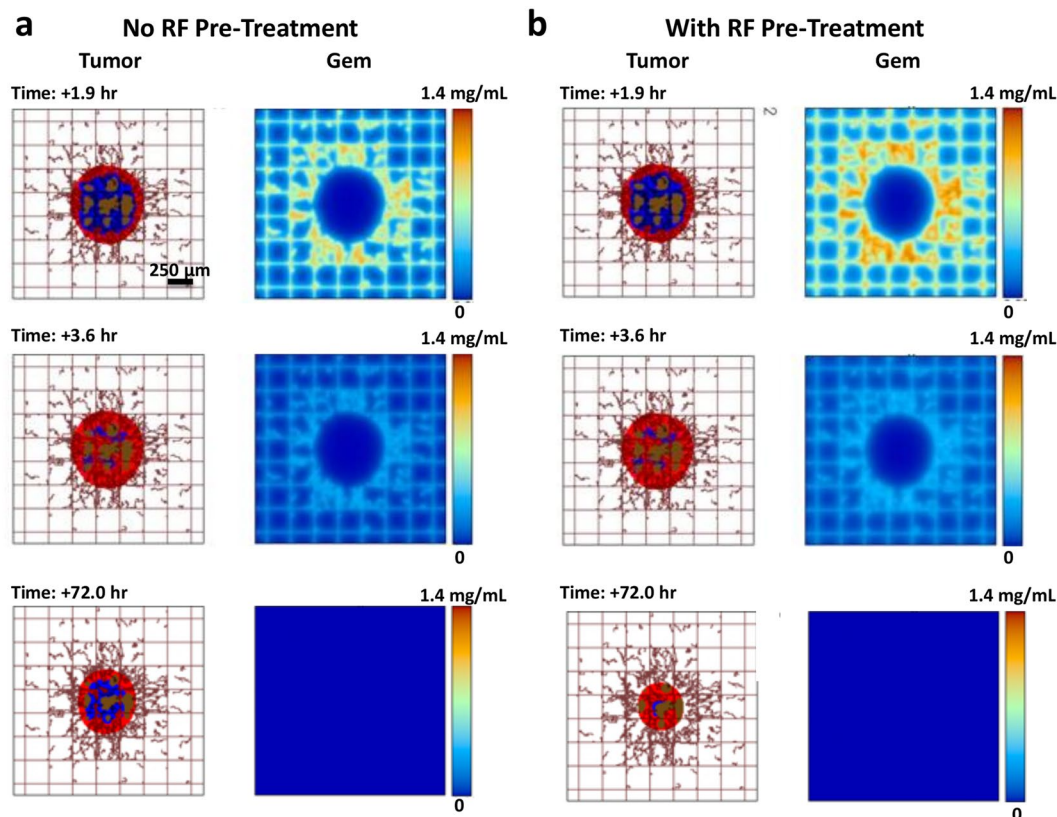 a No RF Pre-Treatment
Tumor Gem
Time: +1.9 hr 1.4 mg/mL
250 µm
0
Time: +3.6 hr 1.4 mg/mL
0
Time: +72.0 hr 1.4 mg/mL
0
b With RF Pre-Treatment
Tumor Gem
Time: +1.9 hr 1.4 mg/mL
2
0
Time: +3.6 hr 1.4 mg/mL
0
Time: +72.0 hr 1.4 mg/mL
0